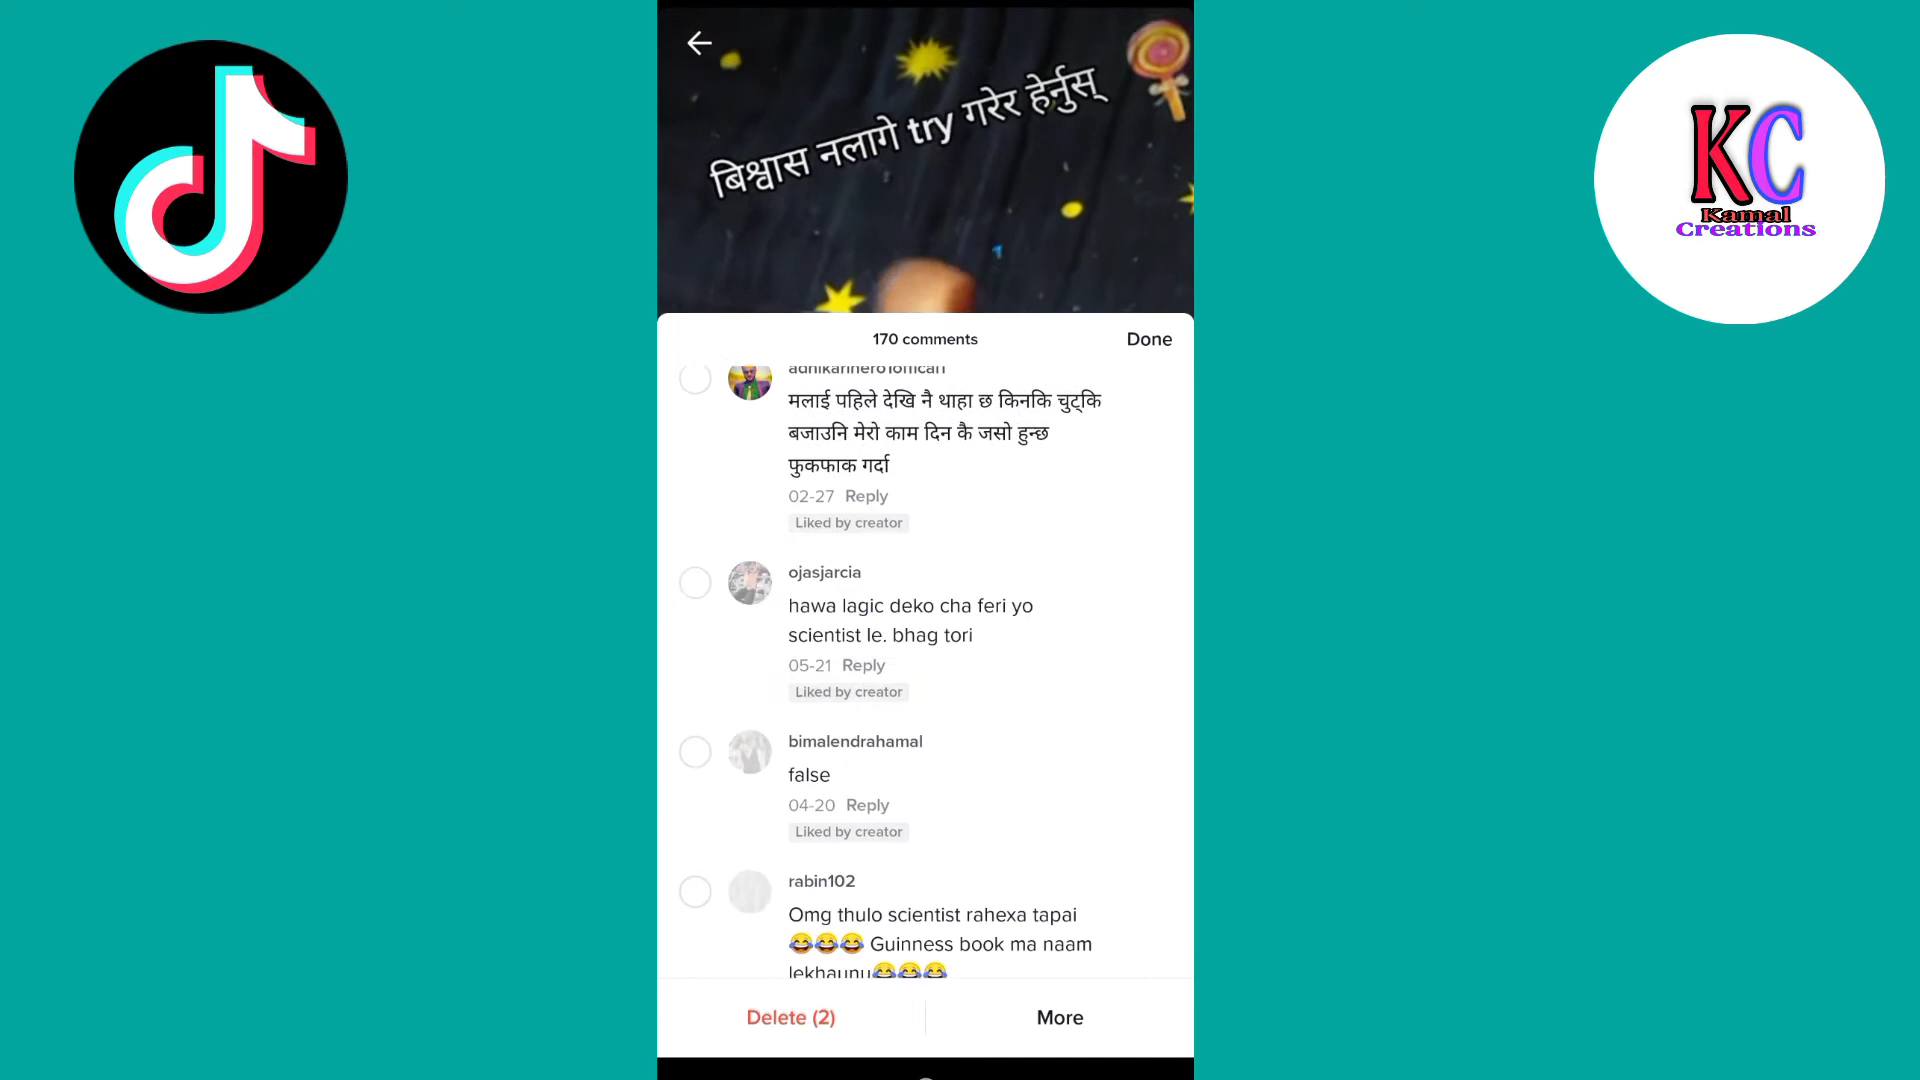 बिश्वास नलागे try गरेर हेर्नुस्
KC
Kamal
Creations
170 comments
Done
मलाई पहिले देखि नै थाहा छ किनकि चुट्कि
बजाउनि मेरो काम दिन कै जसो हुन्छ
फुकफाक गर्दा
02-27 Reply
Liked by creator
ojasjarcia
hawa lagic deko cha feri yo
scientist le. bhag tori
05-21 Reply
Liked by creator
bimalendrahamal
false
04-20 Reply
Liked by creator
rabin102
Omg thulo scientist rahexa tapai
😂😂😂 Guinness book ma naam
lekhaunu😂😂😂
Delete (2)
More